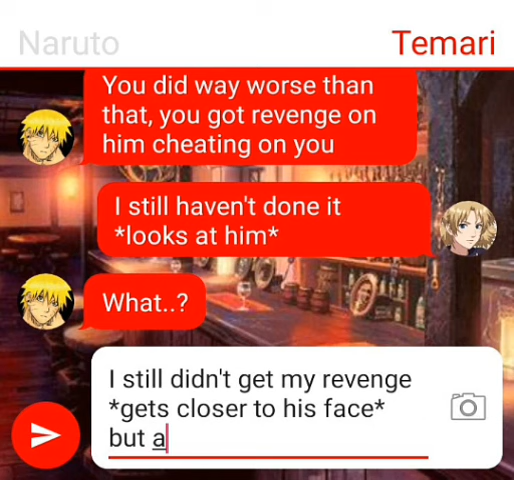 Naruto
Temari
You did way worse than
that, you got revenge on
him cheating on you
I still haven't done it
*looks at him*
What..?
I still didn't get my revenge
*gets closer to his face*
but a